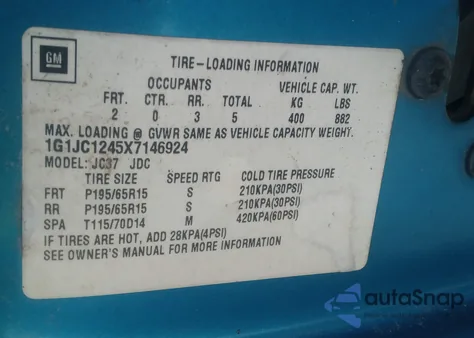 GM
TIRE-LOADING INFORMATION
OCCUPANTS VEHICLE CAP. WT.
FRT. CTR. RR. TOTAL KG LBS
2 0 3 5 400 882
MAX. LOADING @ GVWR SAME AS VEHICLE CAPACITY WEIGHT.
1G1JC1245X7146924
MODEL: JC37 JDC
TIRE SIZE SPEED RTG COLD TIRE PRESSURE
FRT P195/65R15 S 210KPA(30PSI)
RR P195/65R15 S 210KPA(30PSI)
SPA T115/70D14 M 420KPA(60PSI)
IF TIRES ARE HOT, ADD 28KPA(4PSI)
SEE OWNER'S MANUAL FOR MORE INFORMATION
autaSnap